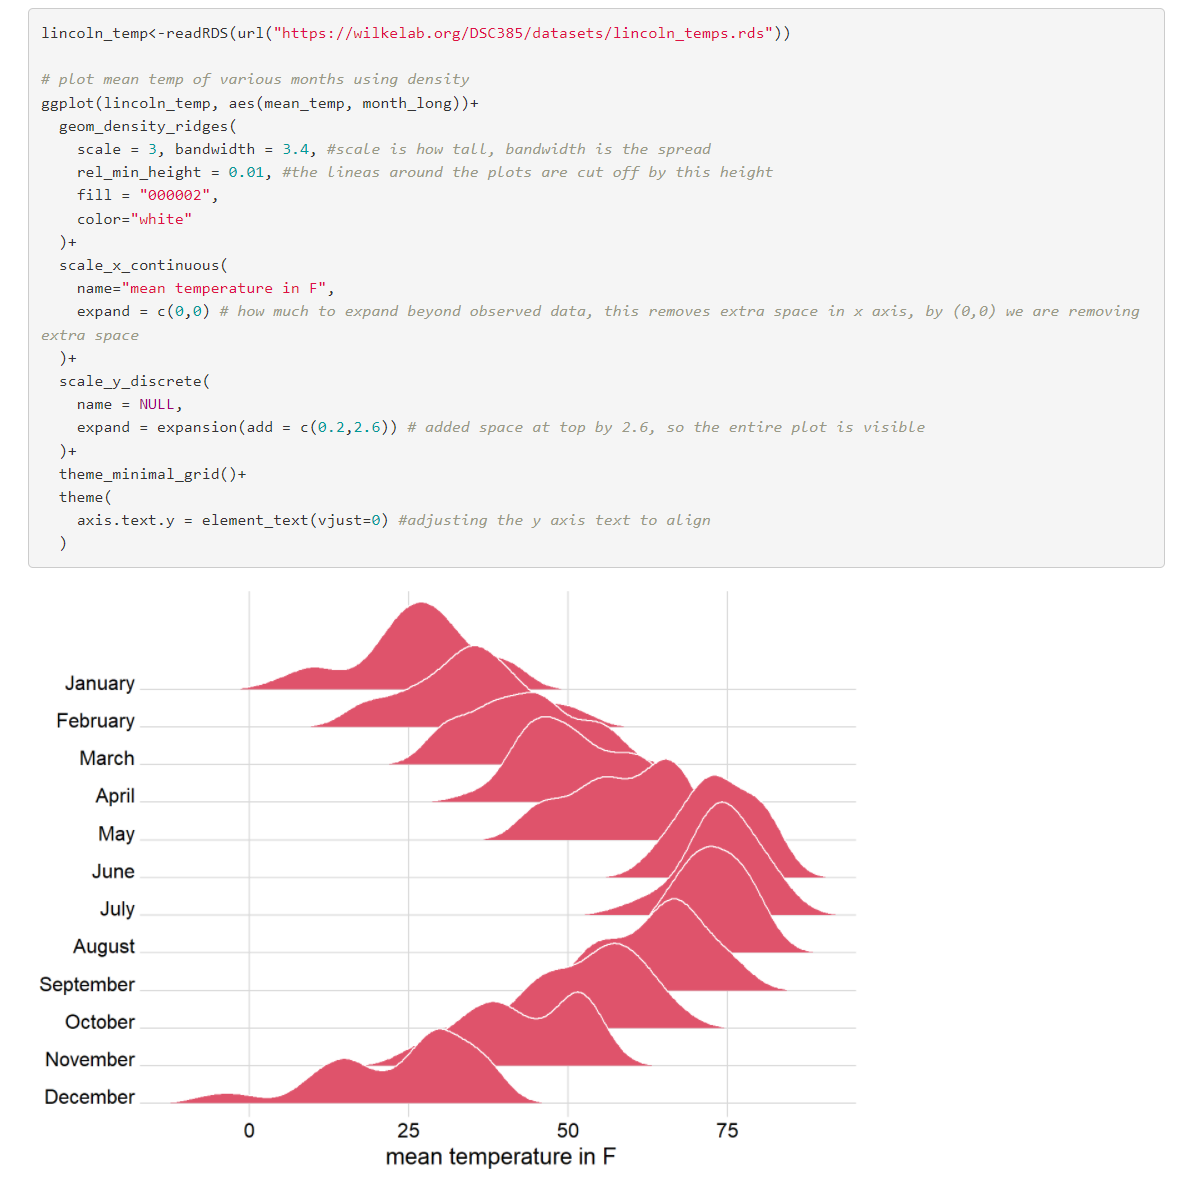 lincoln_temp<-readRDS(url("https://wilkelab.org/DSC385/datasets/lincoln_temps.rds"))
# plot mean temp of various months using density
ggplot(lincoln_temp, aes(mean_temp, month_long))+
geom_density_ridges(
scale = 3, bandwidth = 3.4, #scale is how tall, bandwidth is the spread
rel_min_height = 0.01, #the lineas around the plots are cut off by this height
fill = "000002",
color="white"
)+
scale_x_continuous(
name="mean temperature in F",
expand = c(0,0) # how much to expand beyond observed data, this removes extra space in x axis, by (0,0) we are removing
extra space
)+
scale_y_discrete(
name = NULL,
expand = expansion(add = c(0.2,2.6)) # added space at top by 2.6, so the entire plot is visible
)+
theme_minimal_grid()+
theme(
axis.text.y = element_text(vjust=0) #adjusting the y axis text to align
)
January
February
March
April
May
June
July
August
September
October
November
December
0 25 50 75
mean temperature in F